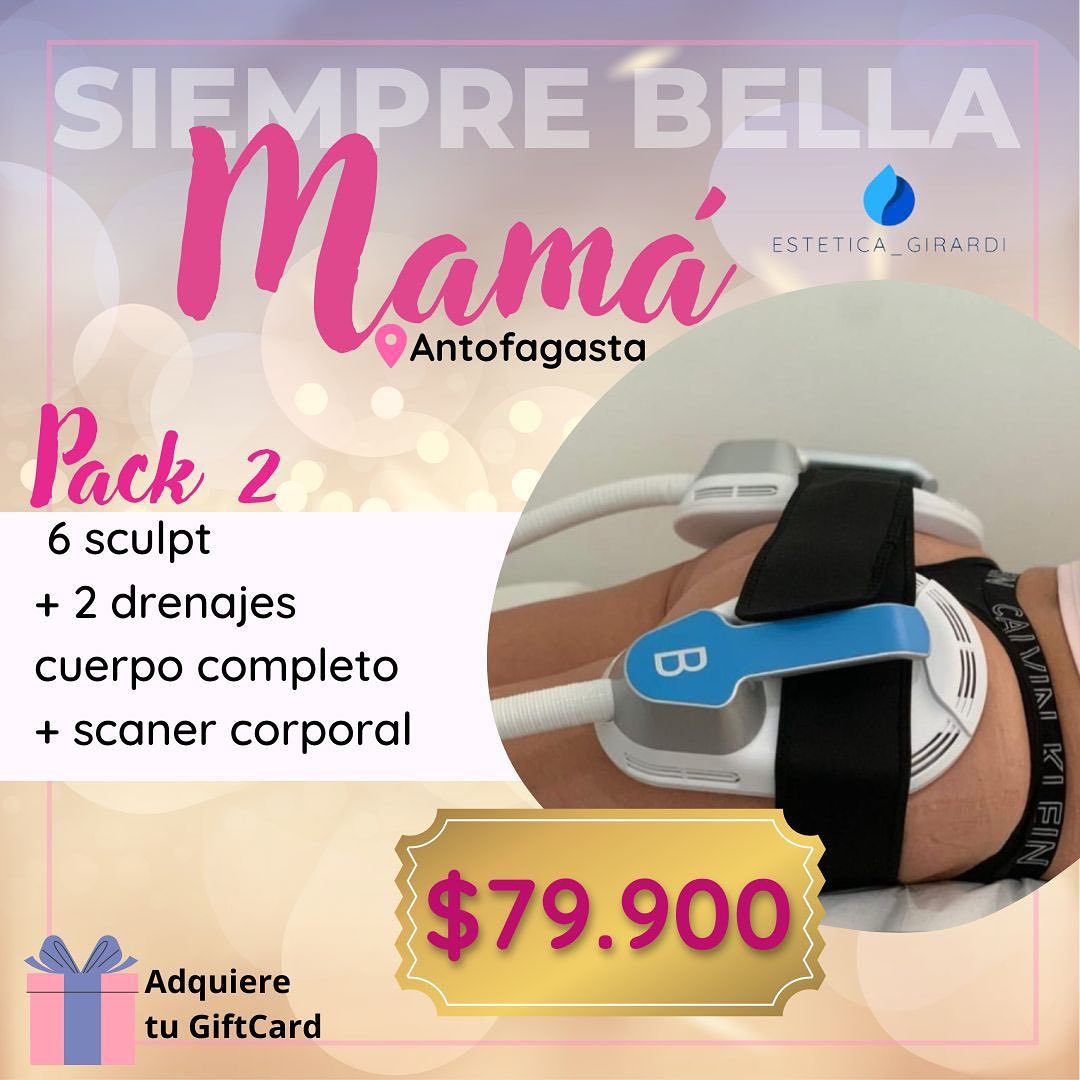 SIEMPRE BELLA
Mamá
ESTETICA_GIRARDI
Antofagasta
Pack 2
6 sculpt
+ 2 drenajes
cuerpo completo
+ scaner corporal
B
$79.900
Adquiere
tu GiftCard